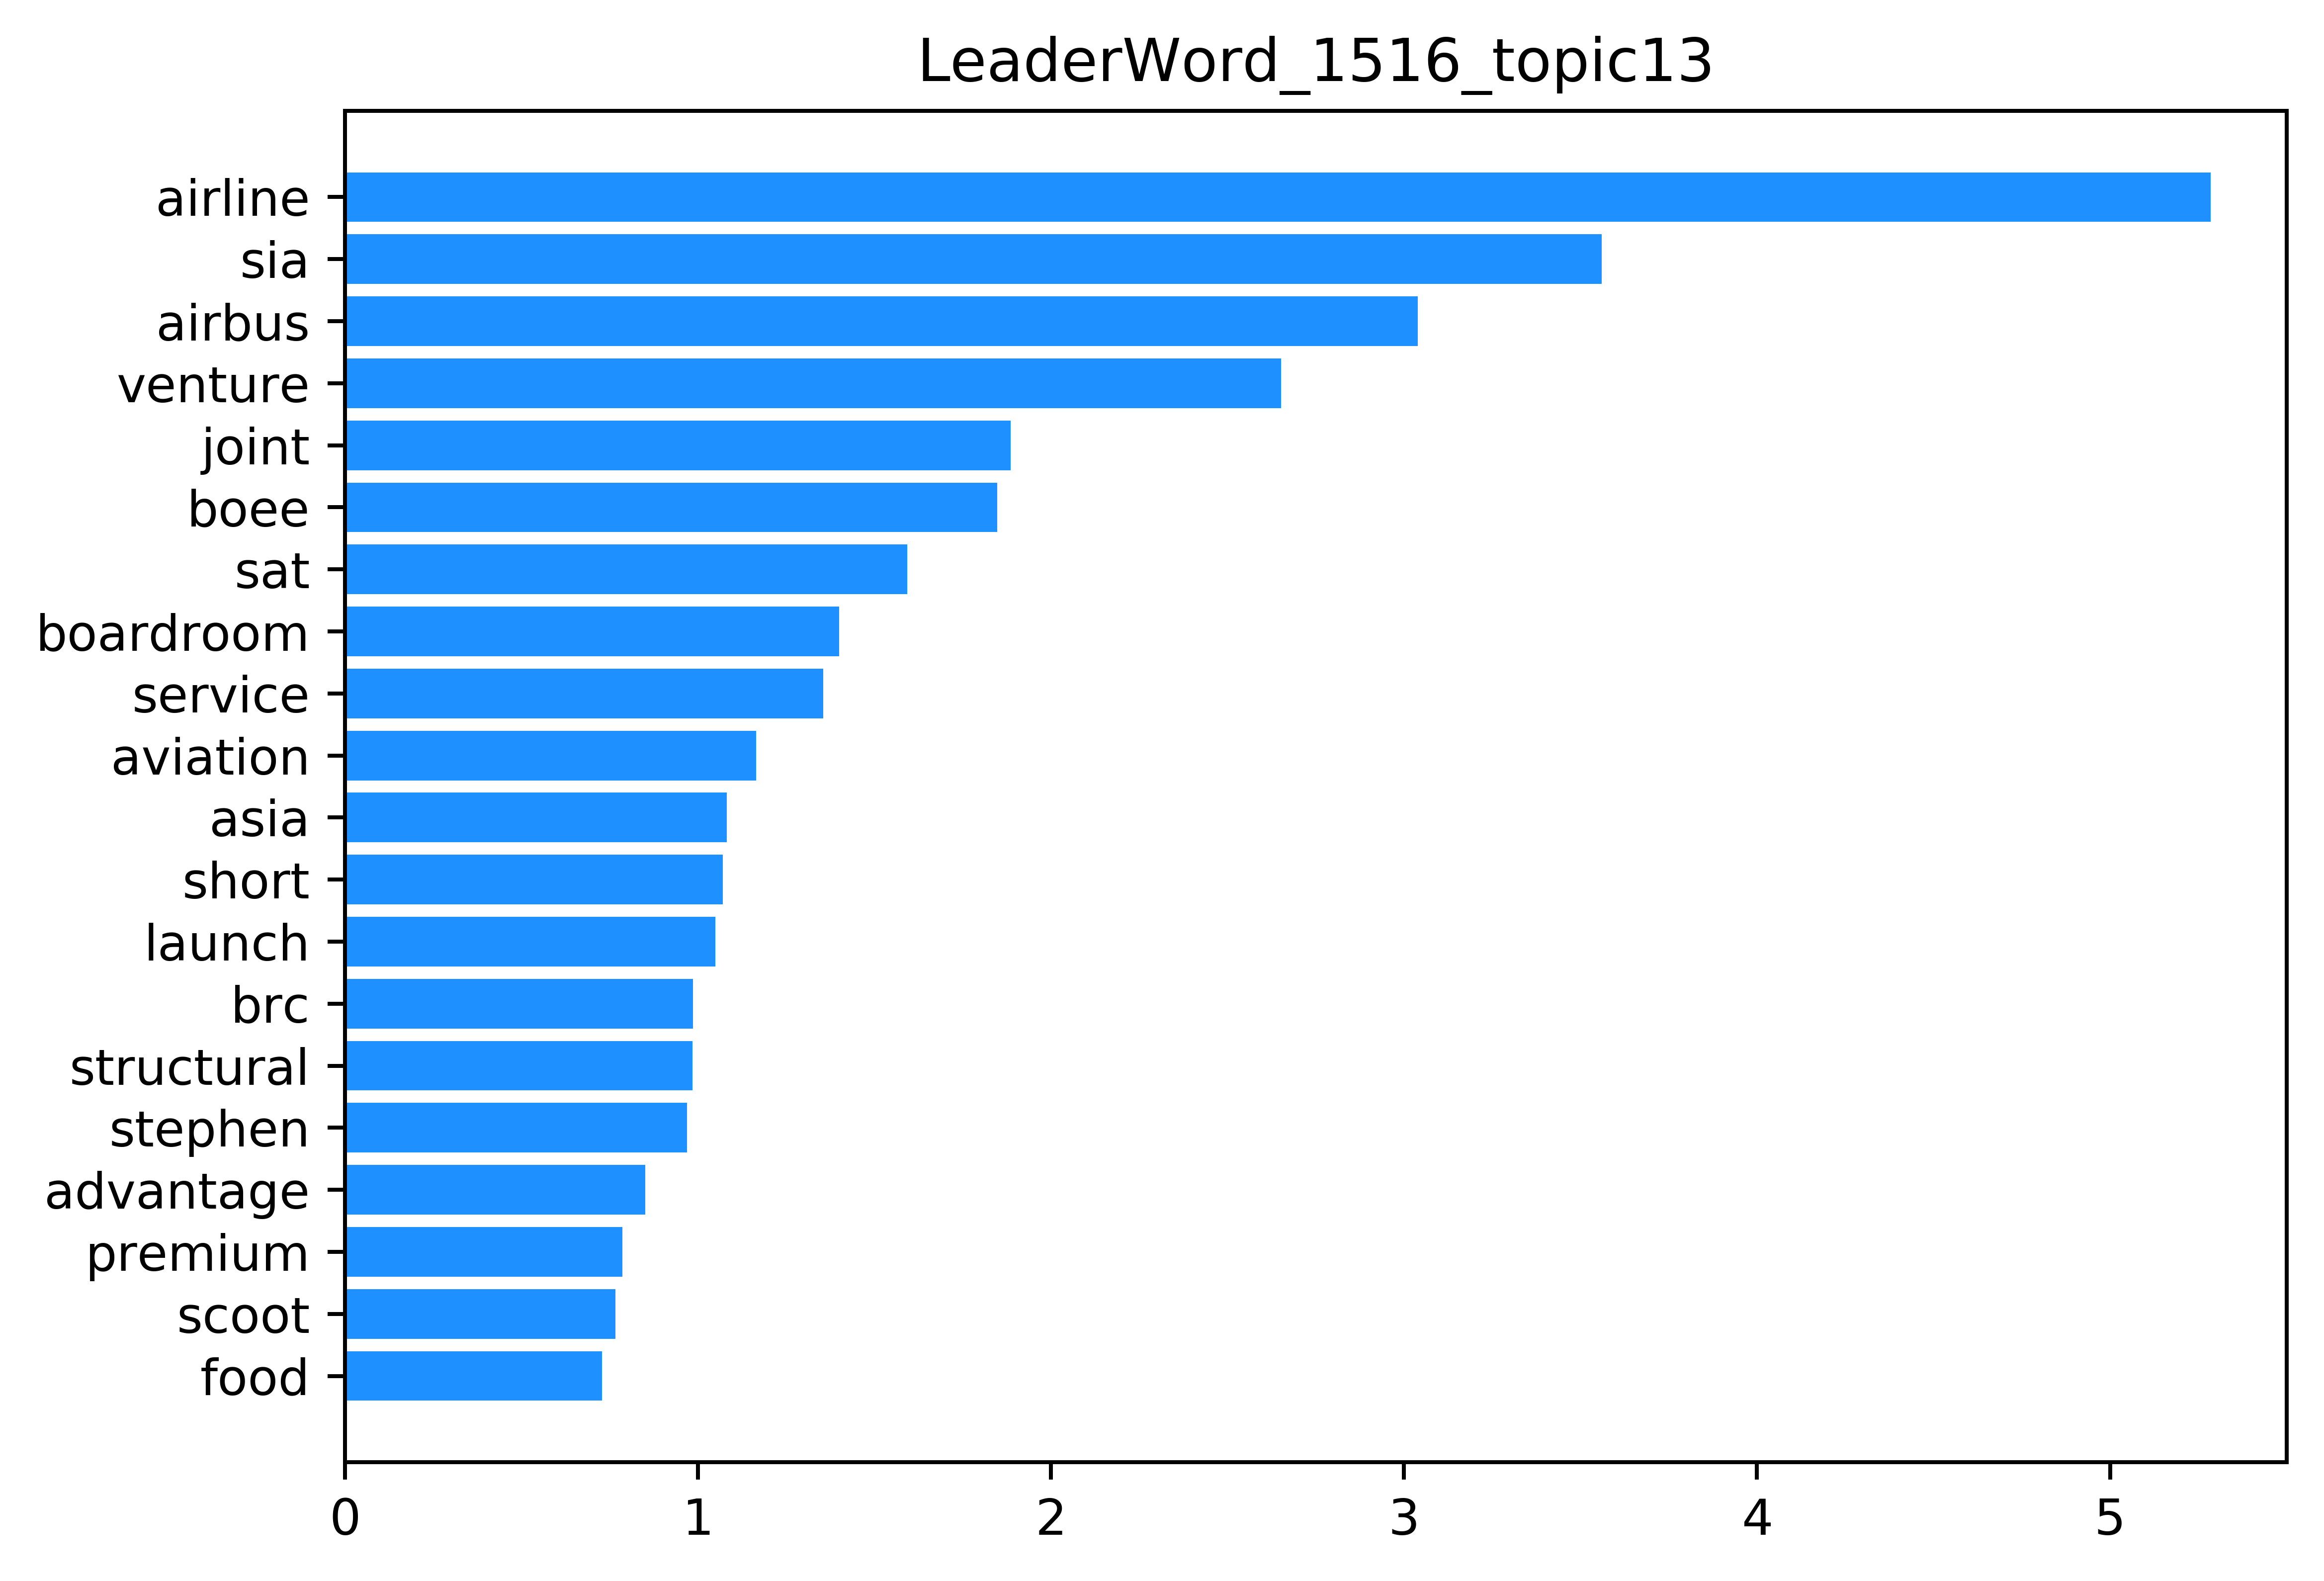 LeaderWord_1516_topic13
airline
sia
airbus
venture
joint
boee
sat
boardroom
service
aviation
asia
short
launch
brc
structural
stephen
advantage
premium
scoot
food
0 1 2 3 4 5